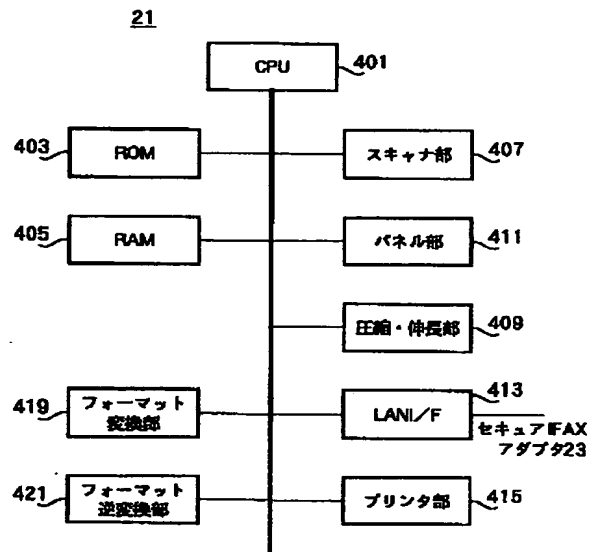 21
CPU
401
403
ROM
スキャナ部
407
405
RAM
パネル部
411
圧縮・伸長部
409
413
419
フォーマット
変換部
LANI/F
セキュアIFAX
アダプタ23
421
フォーマット
逆変換部
プリンタ部
415